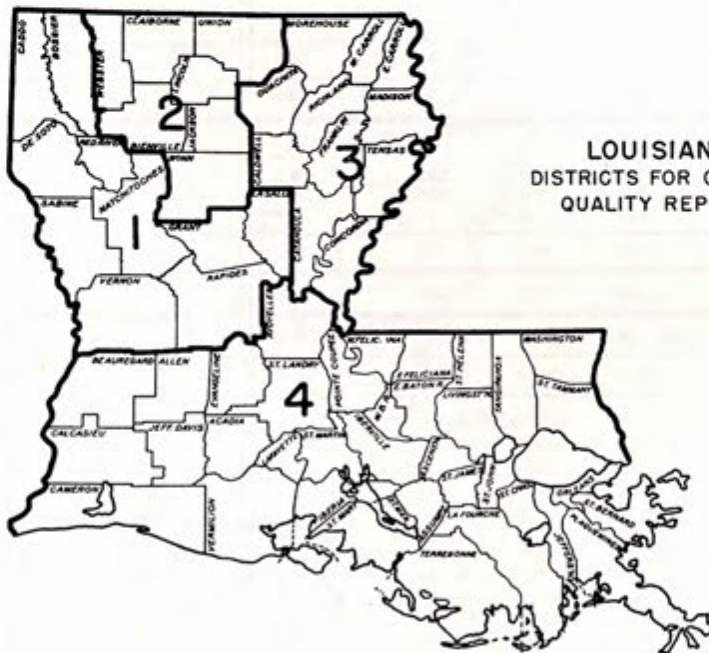 LOUISIAN
DISTRICTS FOR C
QUALITY REP
CADDO
BOSSIER
WEBSTER
CLAIBORNE
UNION
MOREHOUSE
W. CARROLL
E. CARROLL
LINCOLN
OUACHITA
RICHLAND
MADISON
2
DE SOTO
RED RIVER
BIENVILLE
JACKSON
FRANKLIN
3
TENSAS
WINN
CALDWELL
SABINE
NATCHITOCHES
LASALLE
1
GRANT
CATAHOULA
CONCORDIA
VERNON
RAPIDES
AVOYELLES
BEAUREGARD
ALLEN
EVANGELINE
ST. LANDRY
POINTE COUPEE
W.FELIC. IANA
E.FELICIANA
ST. HELENA
TANGIPAHOA
WASHINGTON
4
W.B.R.
E. BATON R.
LIVINGSTON
ST. TAMMANY
CALCASIEU
JEFF. DAVIS
ACADIA
LAFAYETTE
ST. MARTIN
IBERVILLE
ASCENSION
ST. JAMES
ST. JOHN
ST. CHAS.
ORLEANS
ST. BERNARD
PLAQUEMINES
CAMERON
VERMILION
IBERIA
ST. MARY
ASSUMPTION
LA FOURCHE
JEFFERSON
TERREBONNE